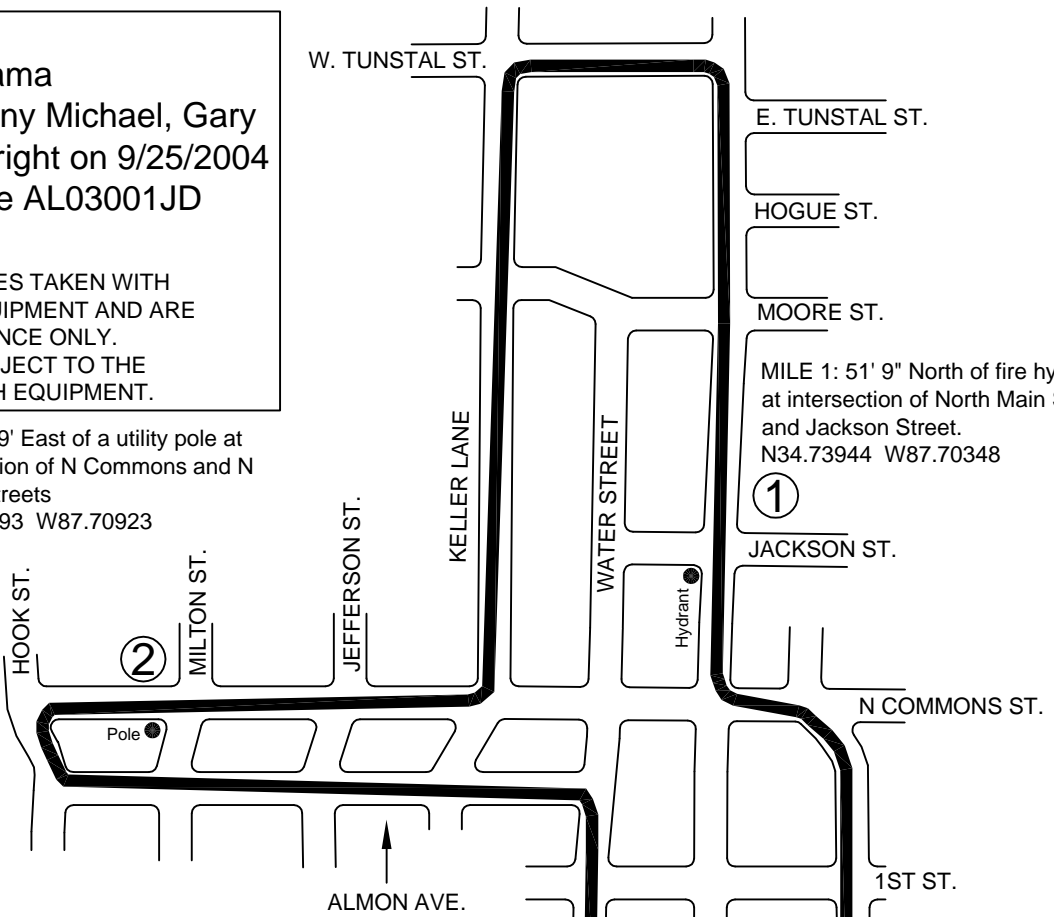 ama
ny Michael, Gary
right on 9/25/2004
e AL03001JD
ES TAKEN WITH
UIPMENT AND ARE
NCE ONLY.
JECT TO THE
H EQUIPMENT.
W. TUNSTAL ST.
E. TUNSTAL ST.
HOGUE ST.
MOORE ST.
MILE 1: 51' 9" North of fire hy
at intersection of North Main S
and Jackson Street.
N34.73944 W87.70348
1
9' East of a utility pole at
ion of N Commons and N
treets
93 W87.70923
KELLER LANE
WATER STREET
JACKSON ST.
Hydrant
HOOK ST.
2
MILTON ST.
JEFFERSON ST.
N COMMONS ST.
Pole
ALMON AVE.
1ST ST.